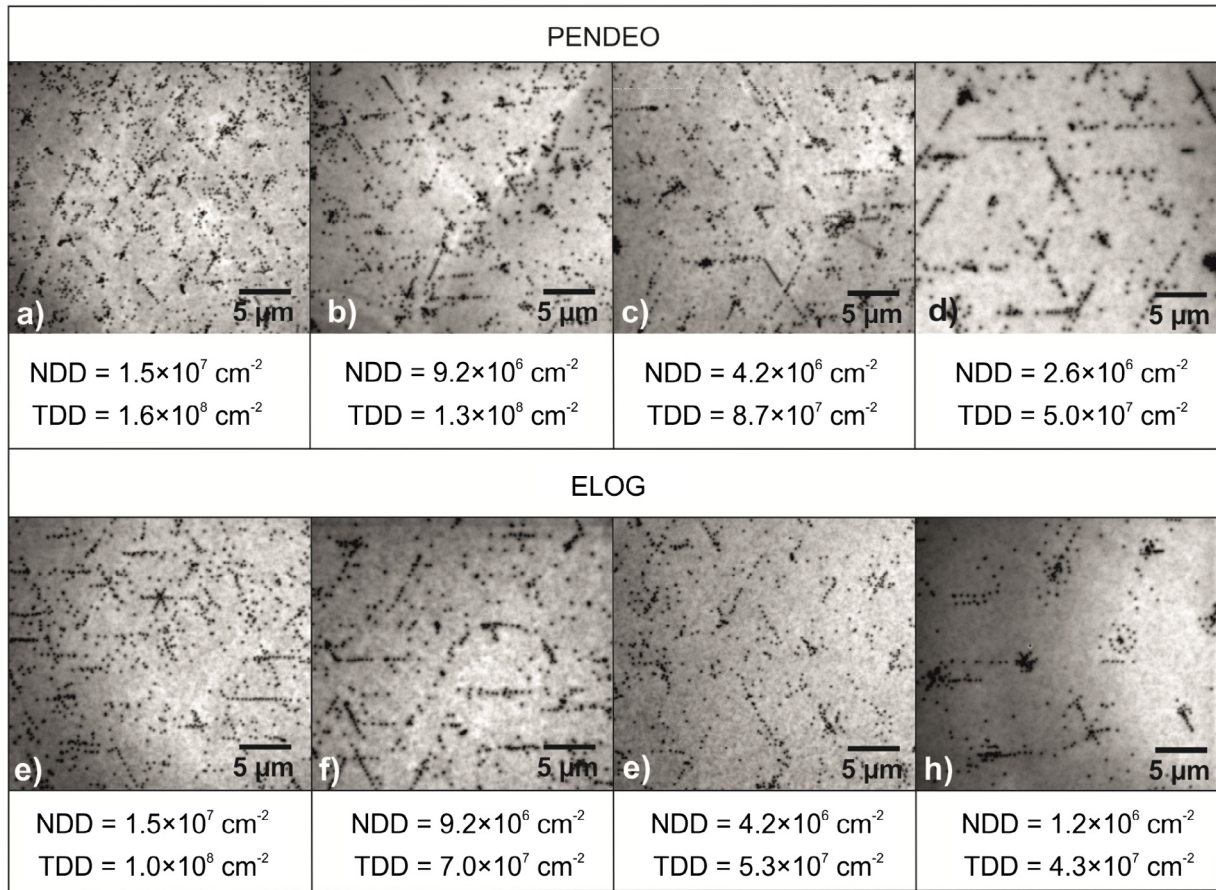 PENDEO
a) 5 µm
b) 5 µm
c) 5 µm
d) 5 µm
NDD = 1.5×10⁷ cm⁻² NDD = 9.2×10⁶ cm⁻² NDD = 4.2×10⁶ cm⁻² NDD = 2.6×10⁶ cm⁻²
TDD = 1.6×10⁸ cm⁻² TDD = 1.3×10⁸ cm⁻² TDD = 8.7×10⁷ cm⁻² TDD = 5.0×10⁷ cm⁻²
ELOG
e) 5 µm
f) 5 µm
e) 5 µm
h) 5 µm
NDD = 1.5×10⁷ cm⁻² NDD = 9.2×10⁶ cm⁻² NDD = 4.2×10⁶ cm⁻² NDD = 1.2×10⁶ cm⁻²
TDD = 1.0×10⁸ cm⁻² TDD = 7.0×10⁷ cm⁻² TDD = 5.3×10⁷ cm⁻² TDD = 4.3×10⁷ cm⁻²